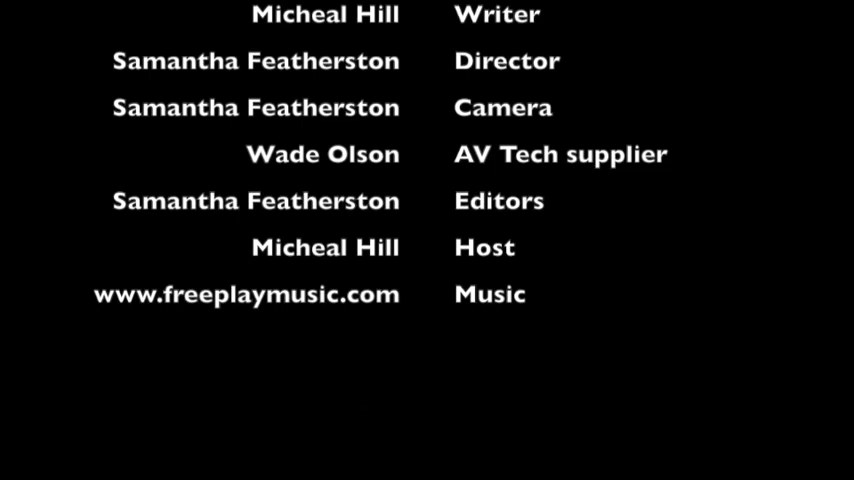 Micheal Hill Writer
Samantha Featherston Director
Samantha Featherston Camera
Wade Olson AV Tech supplier
Samantha Featherston Editors
Micheal Hill Host
www.freeplaymusic.com Music